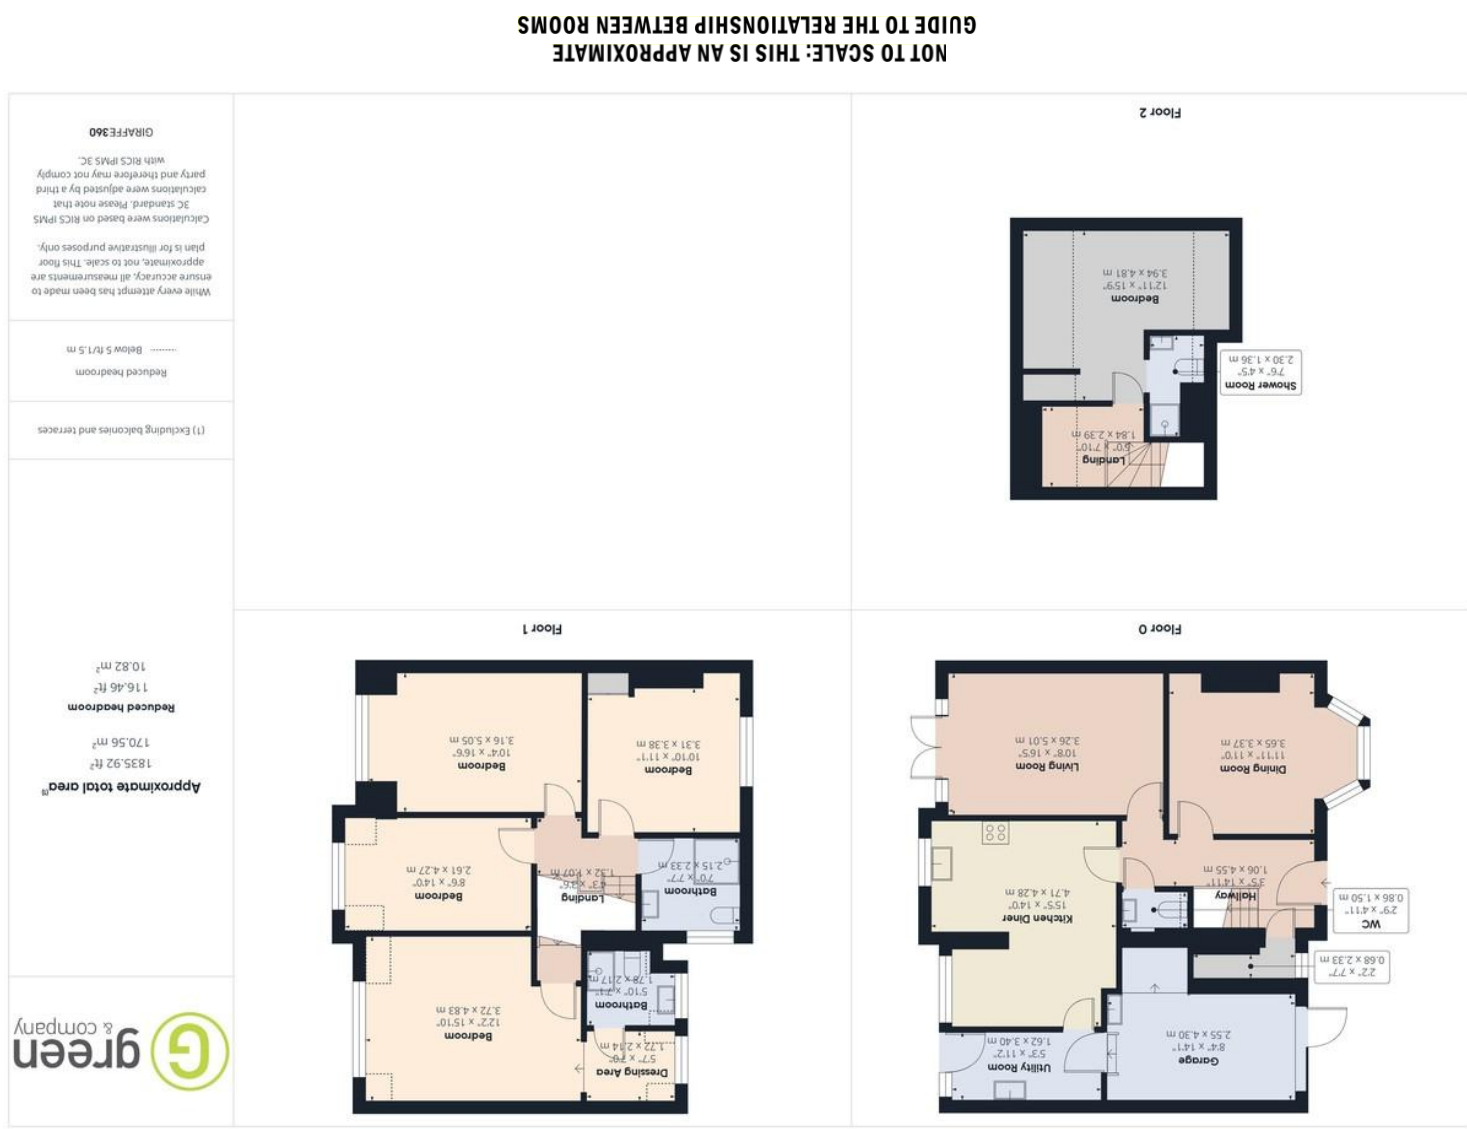 Garage
8'4" x 14'1"
2.55 x 4.30 m
Utility Room
5'3" x 11'2"
1.62 x 3.40 m
2'2" x 7'7"
0.68 x 2.33 m
WC
2'9" x 4'11"
0.86 x 1.50 m
Hallway
3'5" x 14'11"
1.06 x 4.55 m
Kitchen Diner
15'5" x 14'0"
4.71 x 4.28 m
Dining Room
11'11" x 11'0"
3.65 x 3.37 m
Living Room
10'8" x 16'5"
3.26 x 5.01 m
Floor 0
Dressing Area
5'7" x 7'0"
1.72 x 2.14 m
Bathroom
5'10" x 7'1"
1.78 x 2.17 m
Bedroom
12'2" x 15'10"
3.72 x 4.83 m
Bathroom
7'0" x 7'7"
2.15 x 2.33 m
Landing
4'3" x 3'6"
1.32 x 1.07 m
Bedroom
8'6" x 14'0"
2.61 x 4.27 m
Bedroom
10'10" x 11'1"
3.31 x 3.38 m
Bedroom
10'4" x 16'6"
3.16 x 5.05 m
Floor 1
Landing
6'0" x 7'10"
1.84 x 2.39 m
Shower Room
7'6" x 4'5"
2.30 x 1.36 m
Bedroom
12'11" x 15'9"
3.94 x 4.81 m
Floor 2
G green
& company
Approximate total area(1)
1835.92 ft²
170.56 m²
Reduced headroom
116.46 ft²
10.82 m²
(1) Excluding balconies and terraces
Reduced headroom
Below 5 ft/1.5 m
While every attempt has been made to
ensure accuracy, all measurements are
approximate, not to scale. This floor
plan is for illustrative purposes only.
Calculations were based on RICS IPMS
3C standard. Please note that
calculations were adjusted by a third
party and therefore may not comply
with RICS IPMS 3C.
GIRAFFE360
NOT TO SCALE: THIS IS AN APPROXIMATE
GUIDE TO THE RELATIONSHIP BETWEEN ROOMS